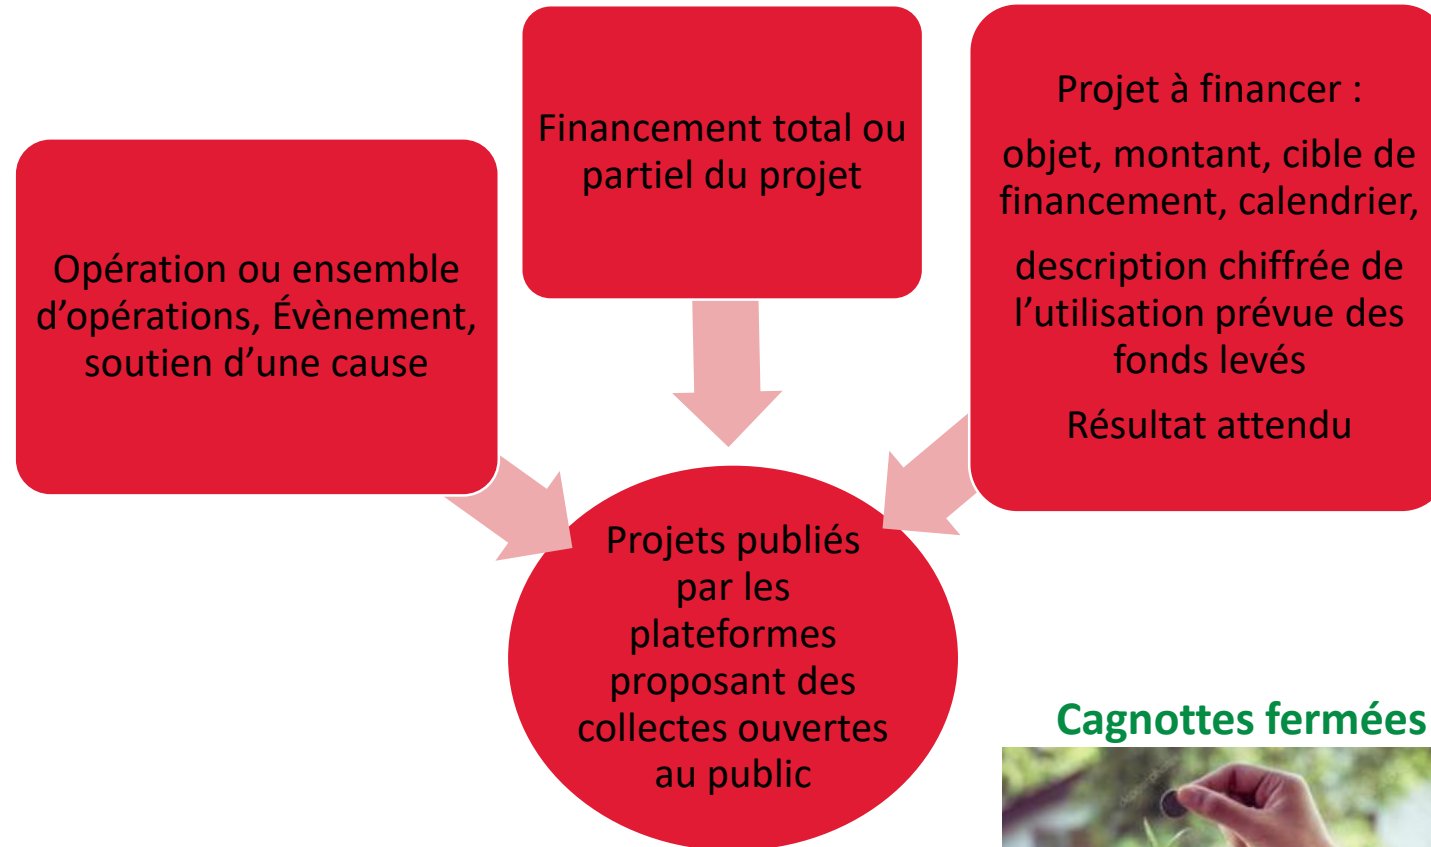 Opération ou ensemble
d’opérations, Évènement,
soutien d’une cause
Financement total ou
partiel du projet
Projet à financer :
objet, montant, cible de
financement, calendrier,
description chiffrée de
l’utilisation prévue des
fonds levés
Résultat attendu
Projets publiés
par les
plateformes
proposant des
collectes ouvertes
au public
Cagnottes fermées